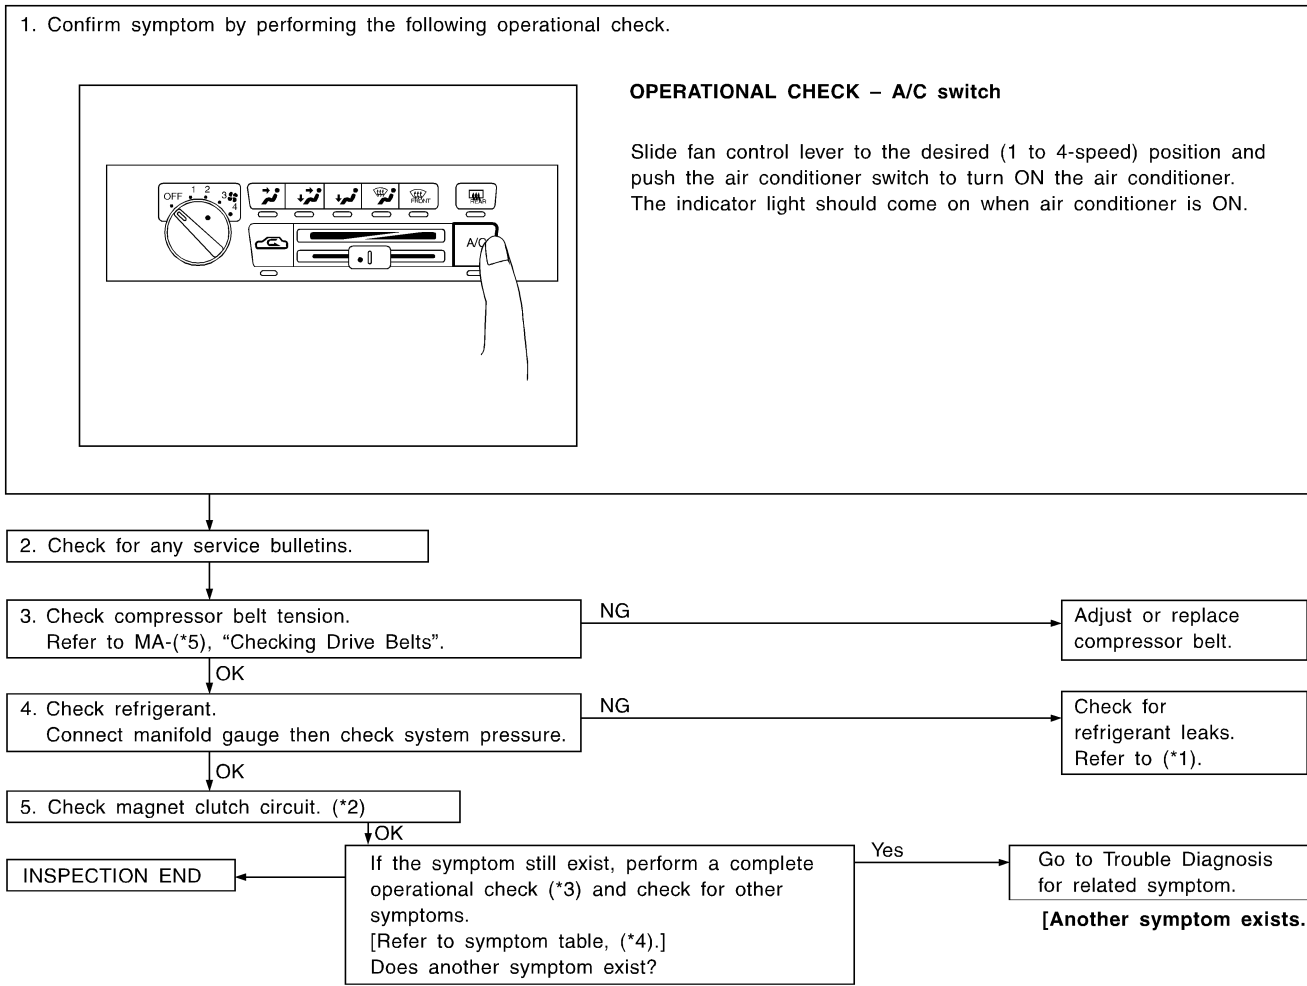 1. Confirm symptom by performing the following operational check.
OPERATIONAL CHECK – A/C switch
Slide fan control lever to the desired (1 to 4-speed) position and
push the air conditioner switch to turn ON the air conditioner.
The indicator light should come on when air conditioner is ON.
OFF 1 2 3 4
FRONT
REAR
A/C
2. Check for any service bulletins.
3. Check compressor belt tension.
Refer to MA-(*5), “Checking Drive Belts”.
NG
Adjust or replace
compressor belt.
OK
4. Check refrigerant.
Connect manifold gauge then check system pressure.
NG
Check for
refrigerant leaks.
Refer to (*1).
OK
5. Check magnet clutch circuit. (*2)
OK
INSPECTION END
If the symptom still exist, perform a complete
operational check (*3) and check for other
symptoms.
[Refer to symptom table, (*4).]
Does another symptom exist?
Yes
Go to Trouble Diagnosis
for related symptom.
[Another symptom exists.